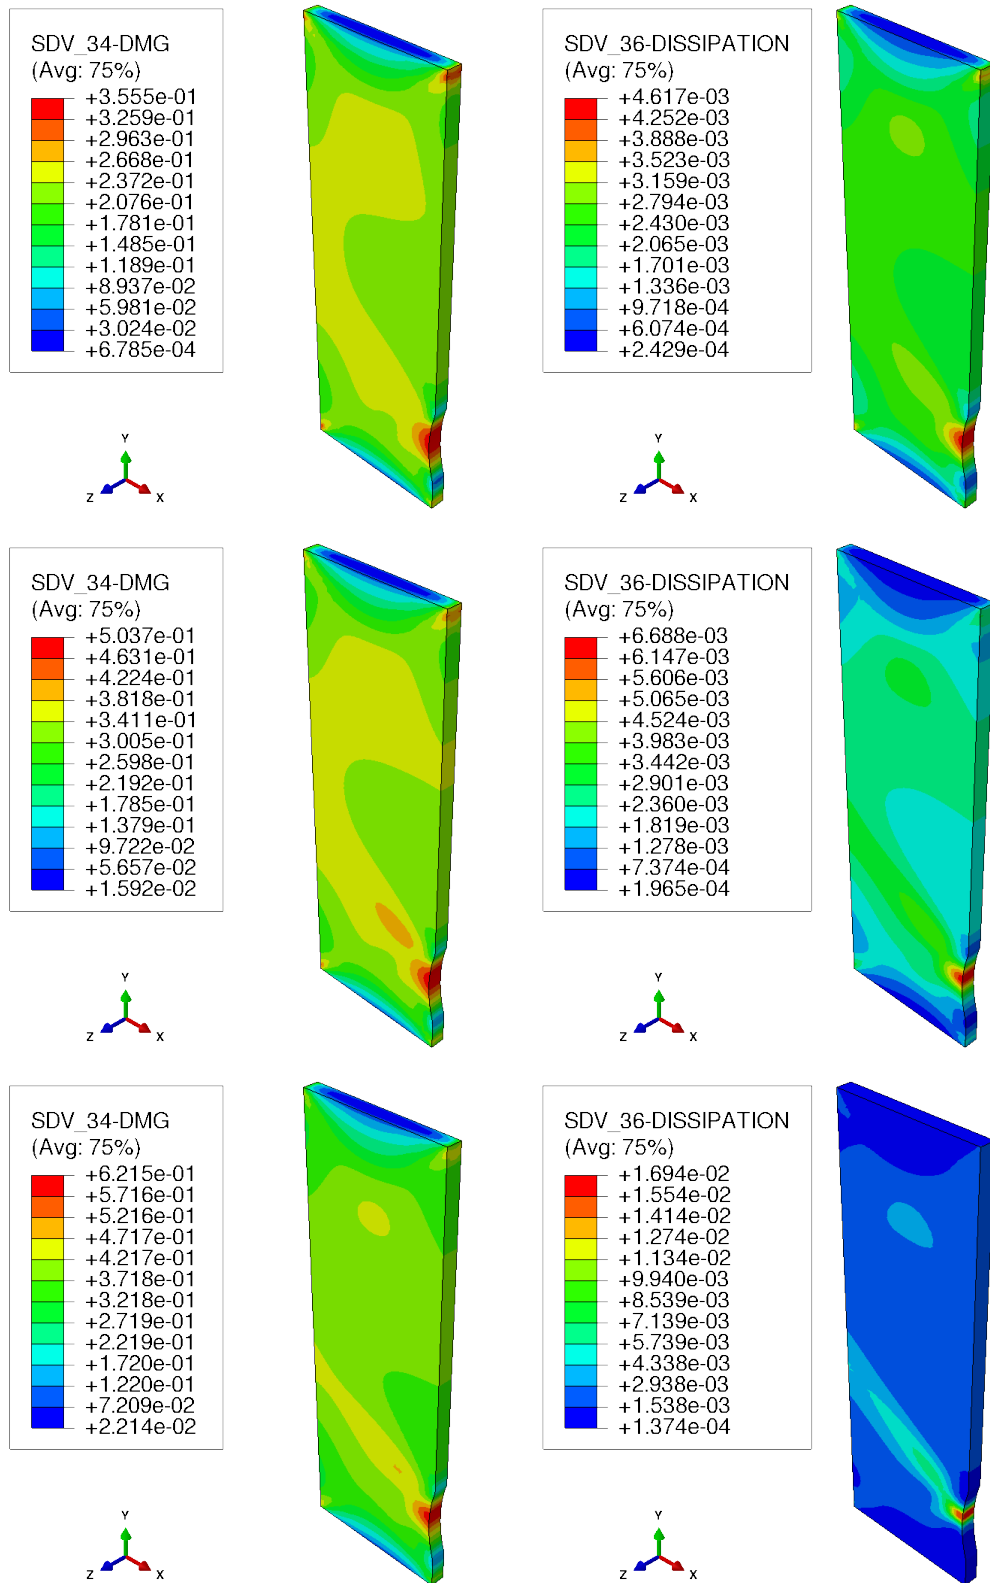 SDV_34-DMG
(Avg: 75%)
+3.555e-01
+3.259e-01
+2.963e-01
+2.668e-01
+2.372e-01
+2.076e-01
+1.781e-01
+1.485e-01
+1.189e-01
+8.937e-02
+5.981e-02
+3.024e-02
+6.785e-04
Y
Z
X
SDV_36-DISSIPATION
(Avg: 75%)
+4.617e-03
+4.252e-03
+3.888e-03
+3.523e-03
+3.159e-03
+2.794e-03
+2.430e-03
+2.065e-03
+1.701e-03
+1.336e-03
+9.718e-04
+6.074e-04
+2.429e-04
Y
Z
X
SDV_34-DMG
(Avg: 75%)
+5.037e-01
+4.631e-01
+4.224e-01
+3.818e-01
+3.411e-01
+3.005e-01
+2.598e-01
+2.192e-01
+1.785e-01
+1.379e-01
+9.722e-02
+5.657e-02
+1.592e-02
Y
Z
X
SDV_36-DISSIPATION
(Avg: 75%)
+6.688e-03
+6.147e-03
+5.606e-03
+5.065e-03
+4.524e-03
+3.983e-03
+3.442e-03
+2.901e-03
+2.360e-03
+1.819e-03
+1.278e-03
+7.374e-04
+1.965e-04
Y
Z
X
SDV_34-DMG
(Avg: 75%)
+6.215e-01
+5.716e-01
+5.216e-01
+4.717e-01
+4.217e-01
+3.718e-01
+3.218e-01
+2.719e-01
+2.219e-01
+1.720e-01
+1.220e-01
+7.209e-02
+2.214e-02
Y
Z
X
SDV_36-DISSIPATION
(Avg: 75%)
+1.694e-02
+1.554e-02
+1.414e-02
+1.274e-02
+1.134e-02
+9.940e-03
+8.539e-03
+7.139e-03
+5.739e-03
+4.338e-03
+2.938e-03
+1.538e-03
+1.374e-04
Y
Z
X